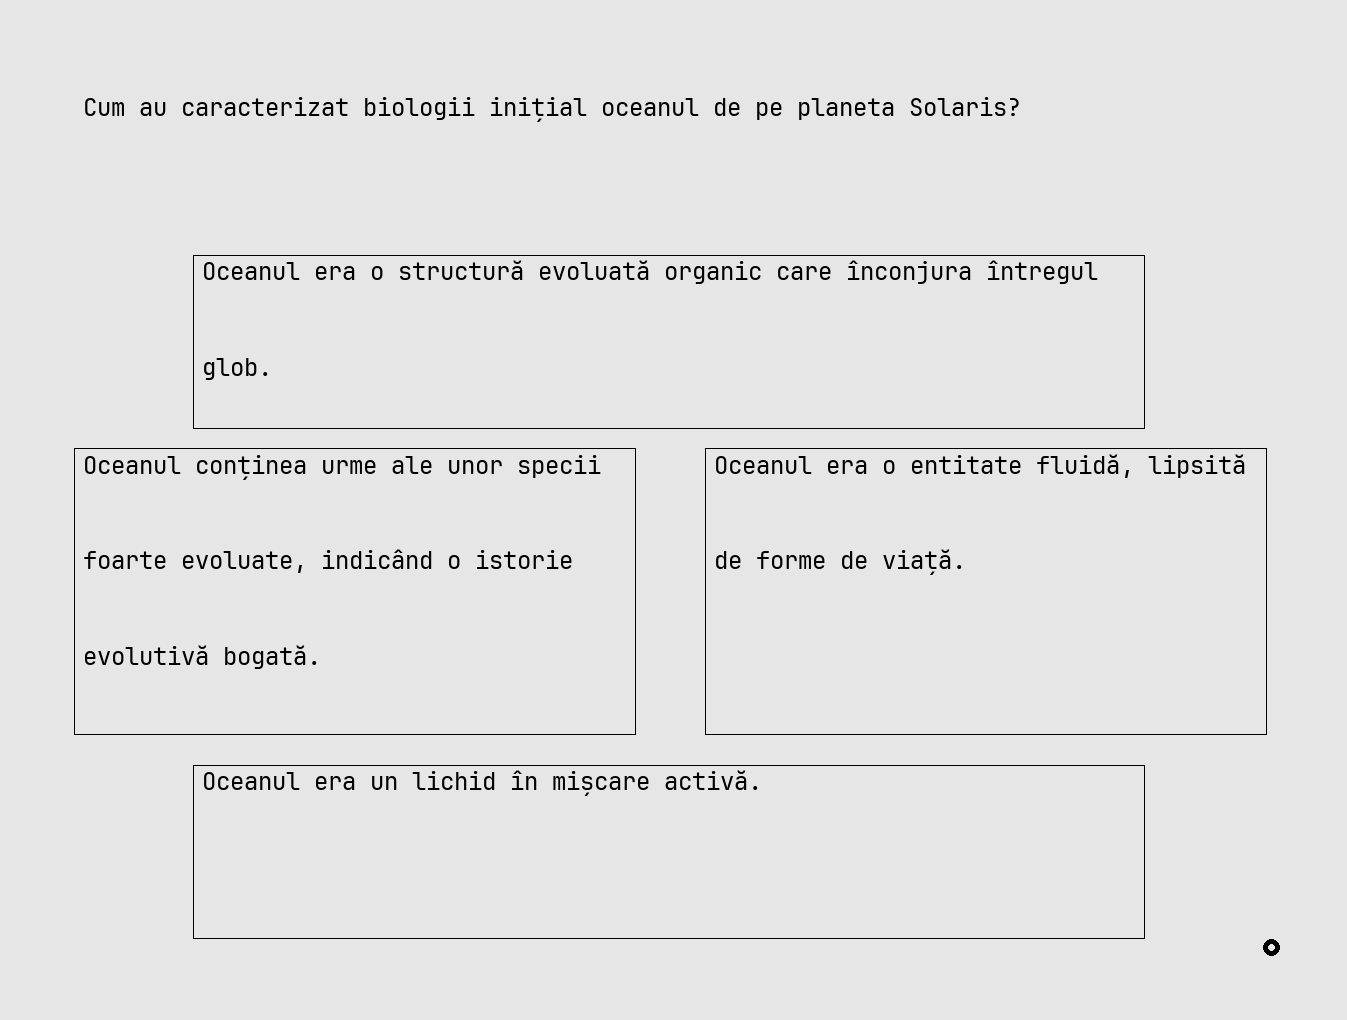 Cum au caracterizat biologii inițial oceanul de pe planeta Solaris?
Oceanul era o structură evoluată organic care înconjura întregul
glob.
Oceanul conținea urme ale unor specii
foarte evoluate, indicând o istorie
evolutivă bogată.
Oceanul era o entitate fluidă, lipsită
de forme de viață.
Oceanul era un lichid în mișcare activă.